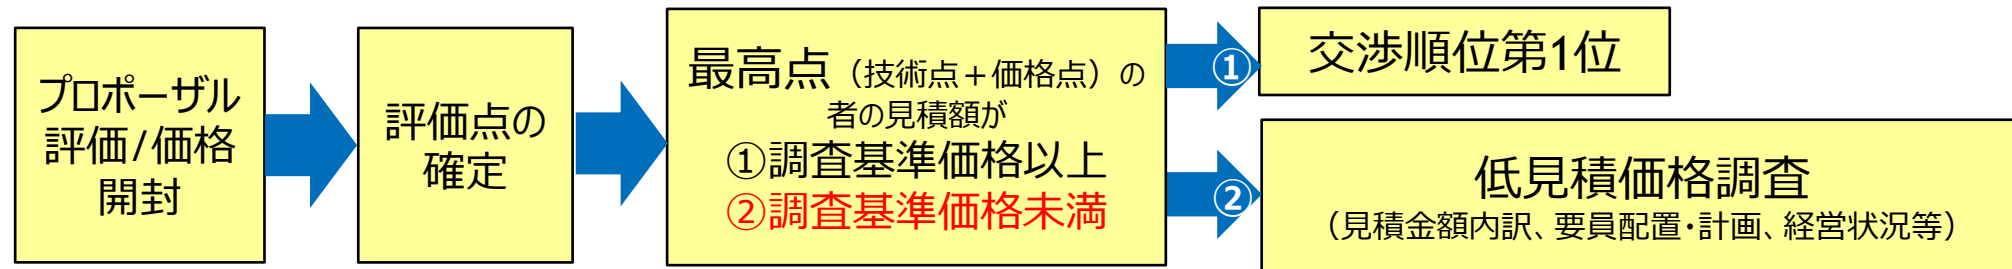 プロポーザル
評価/価格
開封
評価点の
確定
最高点（技術点＋価格点）の
者の見積額が
①調査基準価格以上
②調査基準価格未満
①
交渉順位第1位
②
低見積価格調査
（見積金額内訳、要員配置・計画、経営状況等）